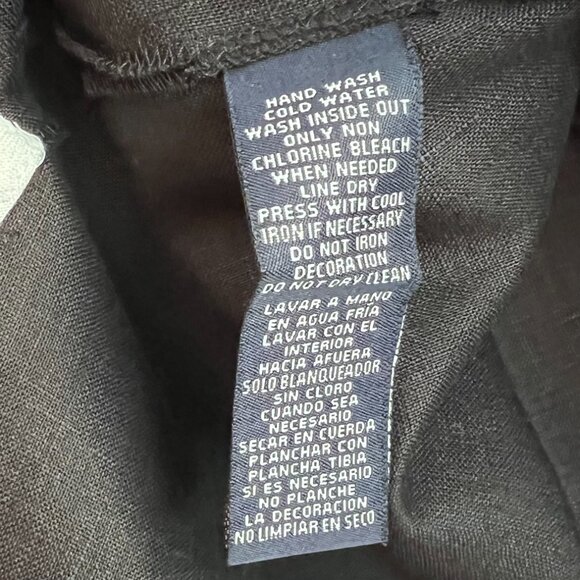 HAND WASH
COLD WATER
WASH INSIDE OUT
ONLY NON
CHLORINE BLEACH
WHEN NEEDED
LINE DRY
PRESS WITH COOL
IRON IF NECESSARY
DO NOT IRON
DECORATION
DO NOT DRY CLEAN
LAVAR A MANO
EN AGUA FRÍA
LAVAR CON EL
INTERIOR
HACIA AFUERA
SOLO BLANQUEADOR
SIN CLORO
CUANDO SEA
NECESARIO
SECAR EN CUERDA
PLANCHAR CON
PLANCHA TIBIA
SI ES NECESARIO
NO PLANCHE
LA DECORACIÓN
NO LIMPIAR EN SECO